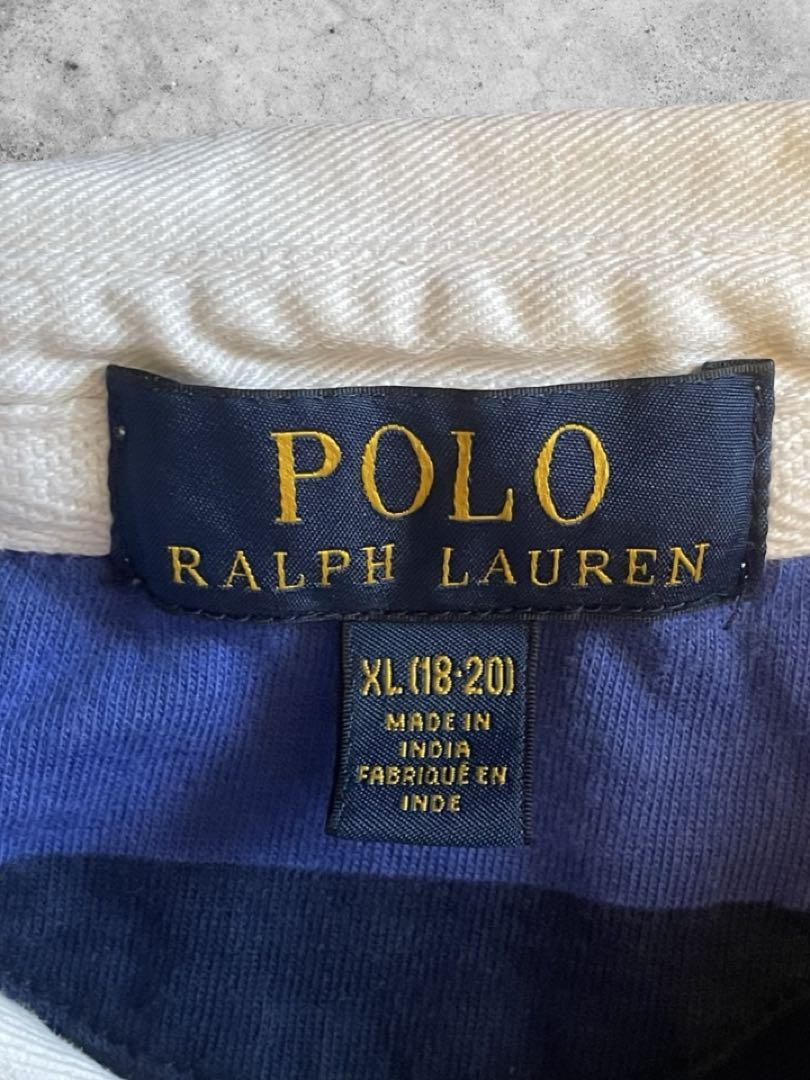 POLO
RALPH LAUREN
XL (18·20)
MADE IN
INDIA
FABRIQUÉ EN
INDE